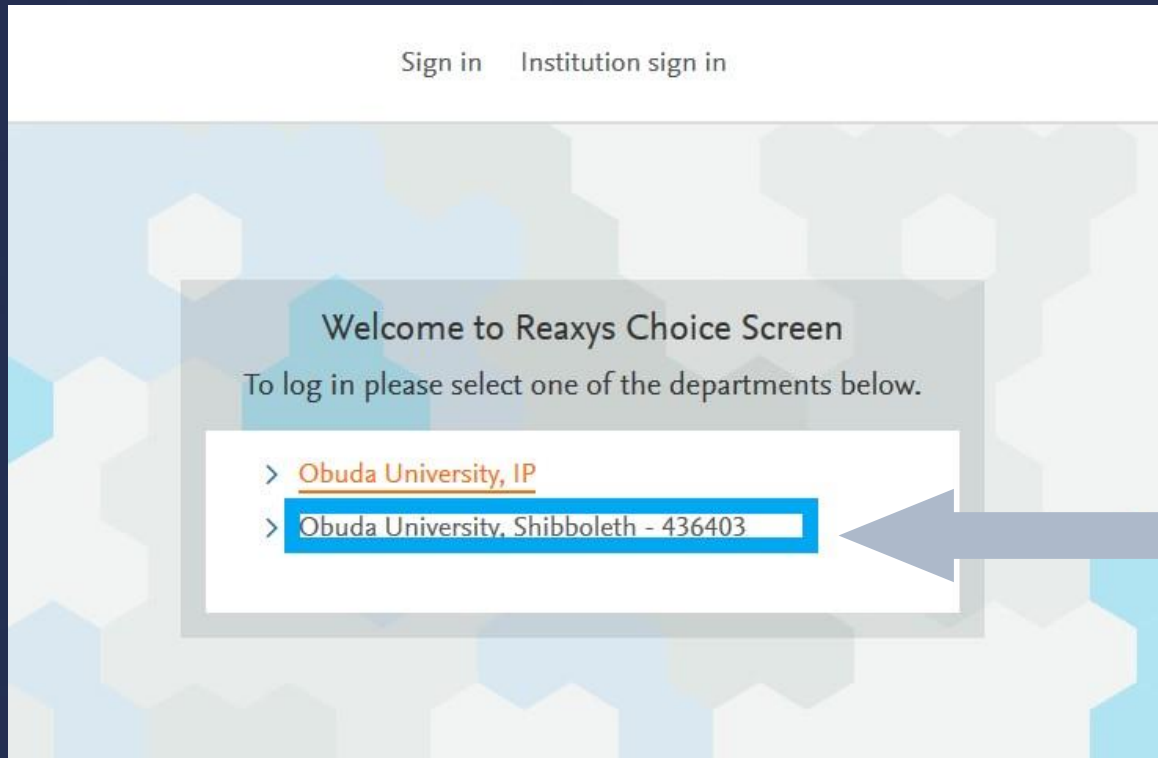 Sign in Institution sign in
Welcome to Reaxys Choice Screen
To log in please select one of the departments below.
> Obuda University, IP
> Obuda University, Shibboleth - 436403